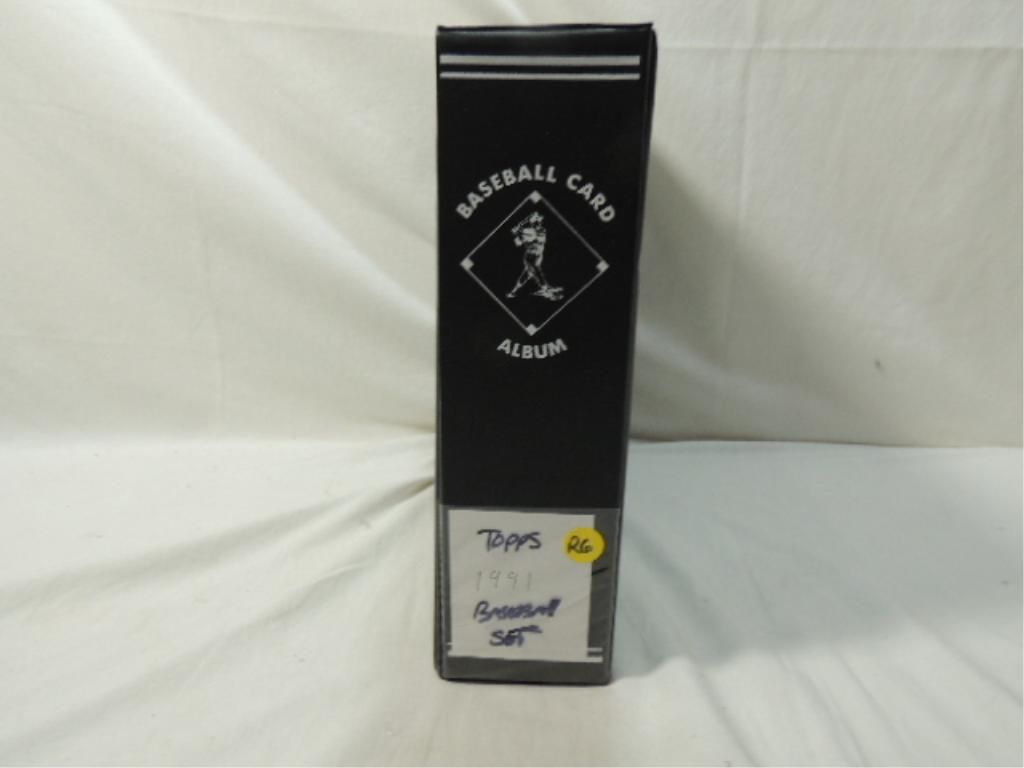 BASEBALL CARD
ALBUM
Topps
RG
1991
Baseball
Set